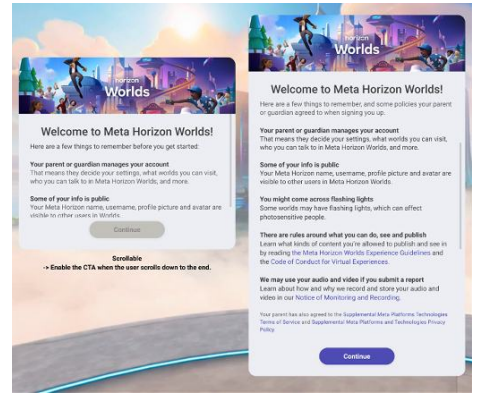 horizon
Worlds
Welcome to Meta Horizon Worlds!
Here are a few things to remember before you get started:
Your parent or guardian manages your account
That means they decide your settings, what worlds you can visit,
who you can talk to in Meta Horizon Worlds, and more.
Some of your info is public
Your Meta Horizon name, username, profile picture and avatar are
visible to other users in Worlds.
Continue
Scrollable
-> Enable the CTA when the user scrolls down to the end.
horizon
Worlds
Welcome to Meta Horizon Worlds!
Here are a few things to remember, and some policies your parent
or guardian agreed to when signing you up.
Your parent or guardian manages your account
That means they decide your settings, what worlds you can visit,
who you can talk to in Meta Horizon Worlds, and more.
Some of your info is public
Your Meta Horizon name, username, profile picture and avatar are
visible to other users in Meta Horizon Worlds.
You might come across flashing lights
Some worlds may have flashing lights, which can affect
photosensitive people.
There are rules around what you can do, see and publish
Learn what kinds of content you're allowed to publish and see in
by reading the Meta Horizon Worlds Experience Guidelines and
the Code of Conduct for Virtual Experiences.
We may use your audio and video if you submit a report
Learn about how and why we record and store your audio and
video in our Notice of Monitoring and Recording.
Your parent has also agreed to the Supplemental Meta Platforms Technologies
Terms of Service and Supplemental Meta Platforms and Technologies Privacy
Policy.
Continue